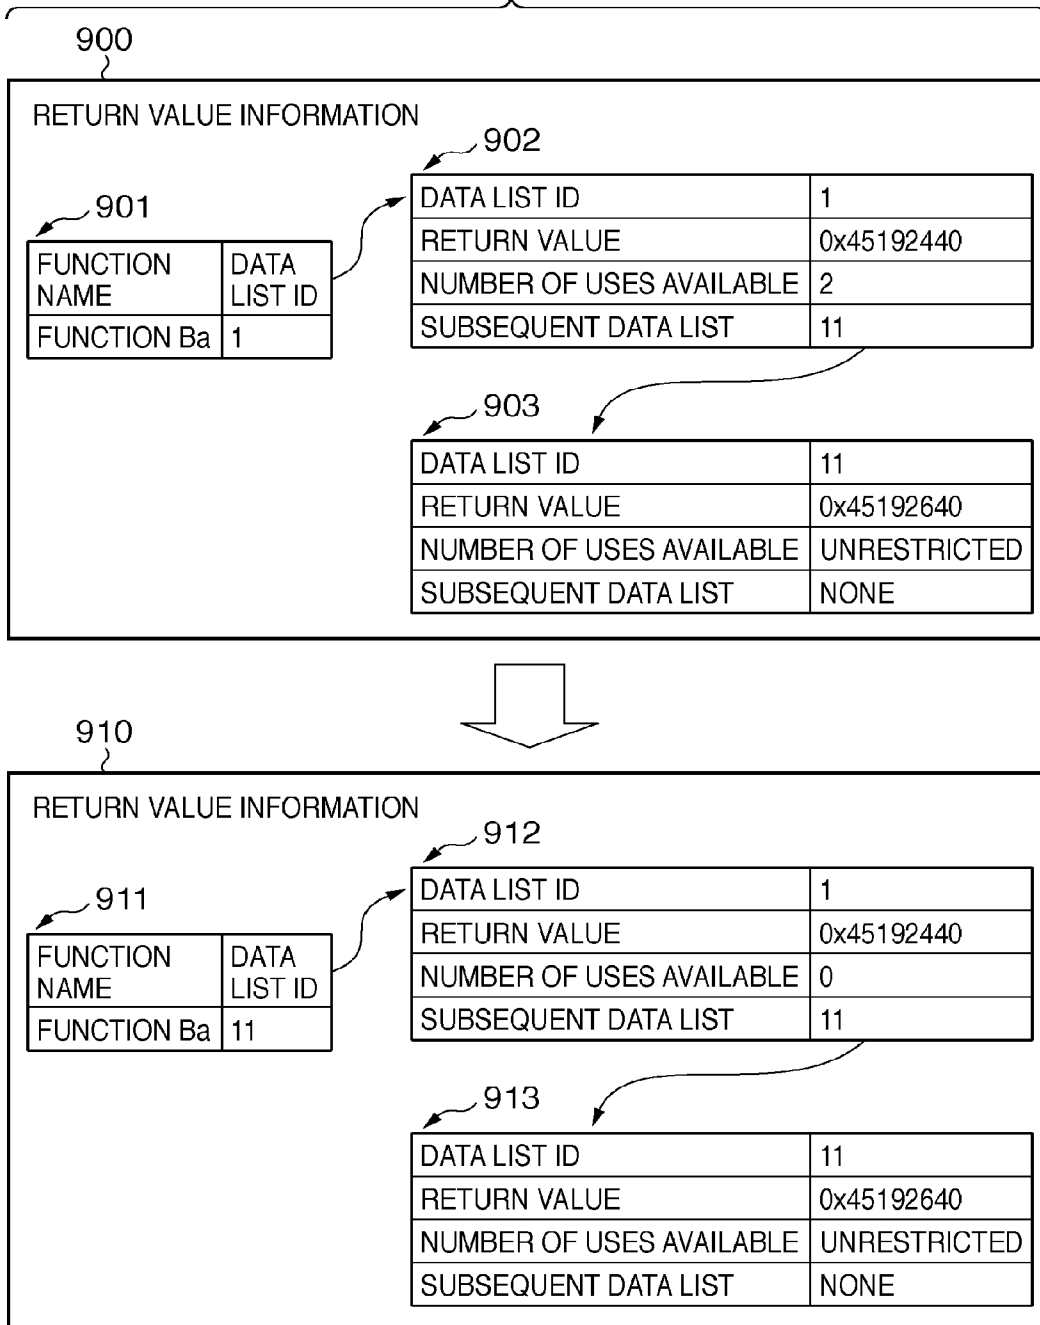 900
RETURN VALUE INFORMATION
902
DATA LIST ID 1
RETURN VALUE 0x45192440
NUMBER OF USES AVAILABLE 2
SUBSEQUENT DATA LIST 11
901
FUNCTION NAME DATA LIST ID
FUNCTION Ba 1
903
DATA LIST ID 11
RETURN VALUE 0x45192640
NUMBER OF USES AVAILABLE UNRESTRICTED
SUBSEQUENT DATA LIST NONE
910
RETURN VALUE INFORMATION
912
DATA LIST ID 1
RETURN VALUE 0x45192440
NUMBER OF USES AVAILABLE 0
SUBSEQUENT DATA LIST 11
911
FUNCTION NAME DATA LIST ID
FUNCTION Ba 11
913
DATA LIST ID 11
RETURN VALUE 0x45192640
NUMBER OF USES AVAILABLE UNRESTRICTED
SUBSEQUENT DATA LIST NONE